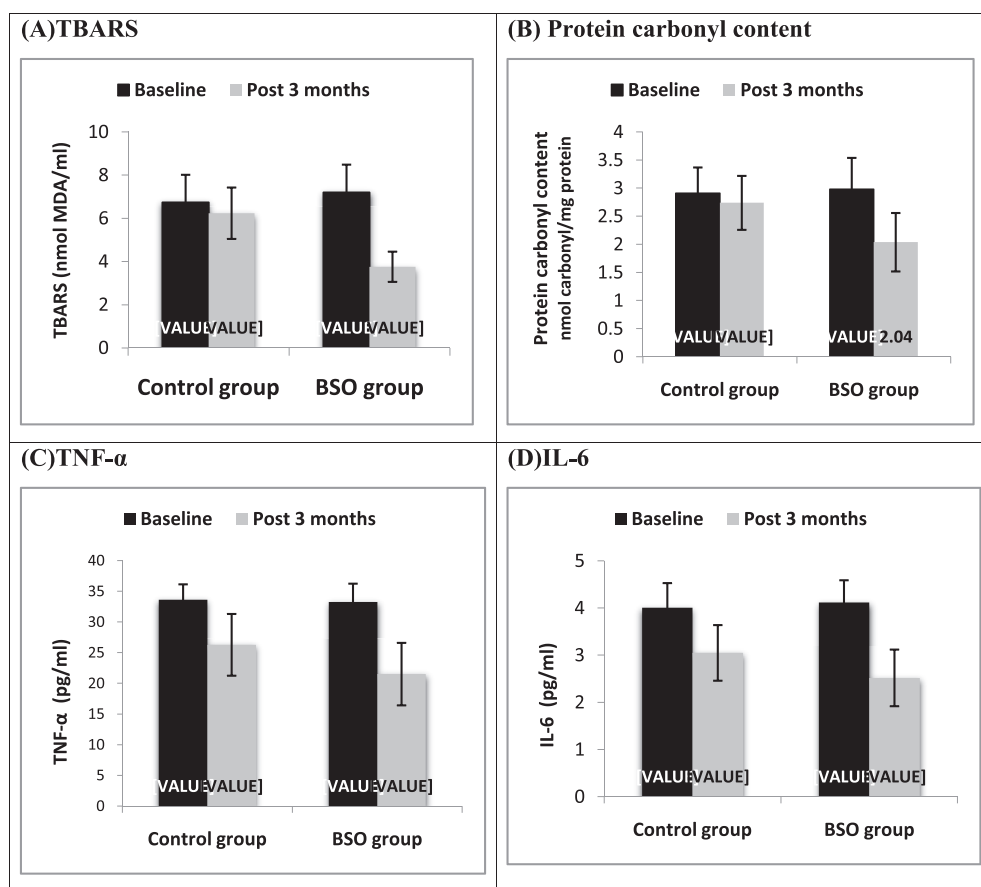 (A)TBARS
Baseline Post 3 months
TBARS (nmol MDA/ml)
10
8
6
4
2
0
[VALUE] [VALUE]
[VALUE] [VALUE]
Control group BSO group
(B) Protein carbonyl content
Baseline Post 3 months
Protein carbonyl content
nmol carbonyl/mg protein
4
3.5
3
2.5
2
1.5
1
0.5
0
[VALUE] [VALUE]
[VALUE] 2.04
Control group BSO group
(C)TNF-α
Baseline Post 3 months
TNF-α (pg/ml)
40
35
30
25
20
15
10
5
0
[VALUE] [VALUE]
[VALUE] [VALUE]
Control group BSO group
(D)IL-6
Baseline Post 3 months
IL-6 (pg/ml)
5
4
3
2
1
0
[VALUE] [VALUE]
[VALUE] [VALUE]
Control group BSO group